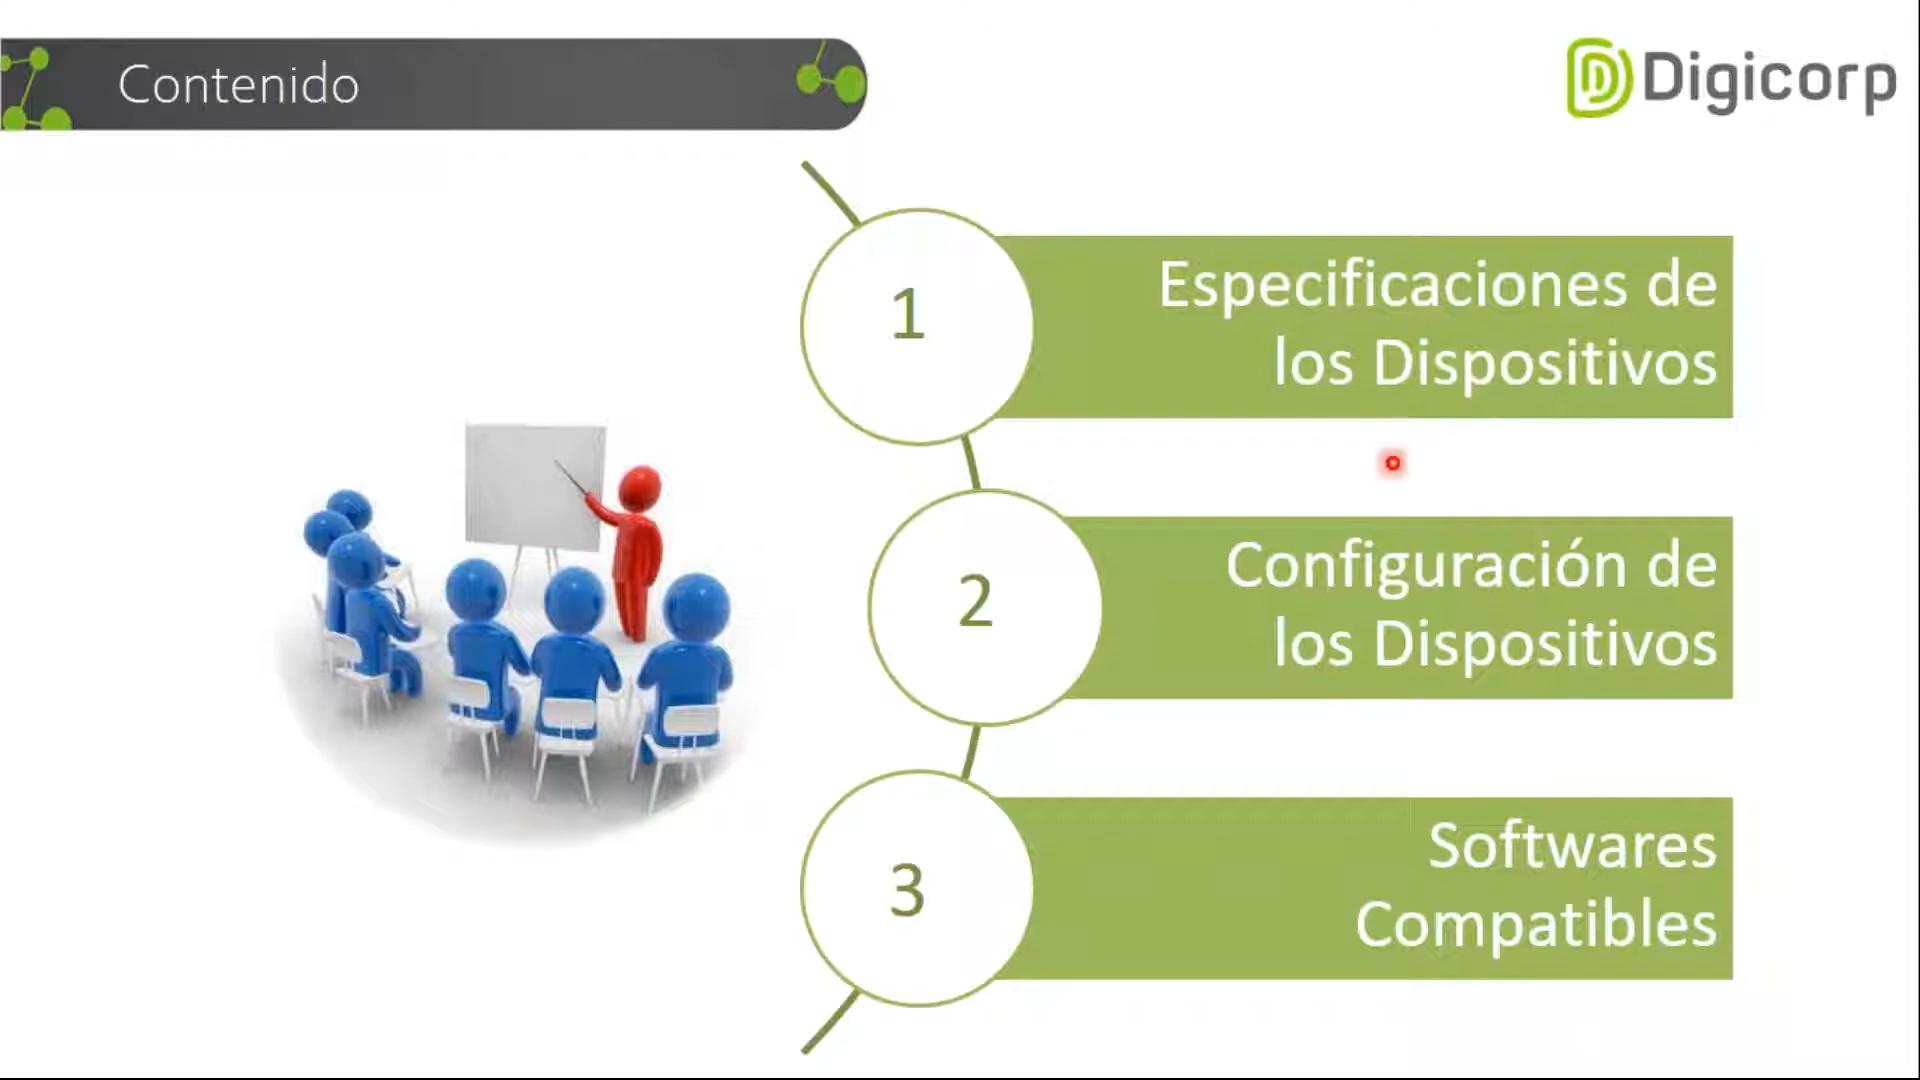 Contenido
Digicorp
1
Especificaciones de
los Dispositivos
2
Configuración de
los Dispositivos
3
Softwares
Compatibles